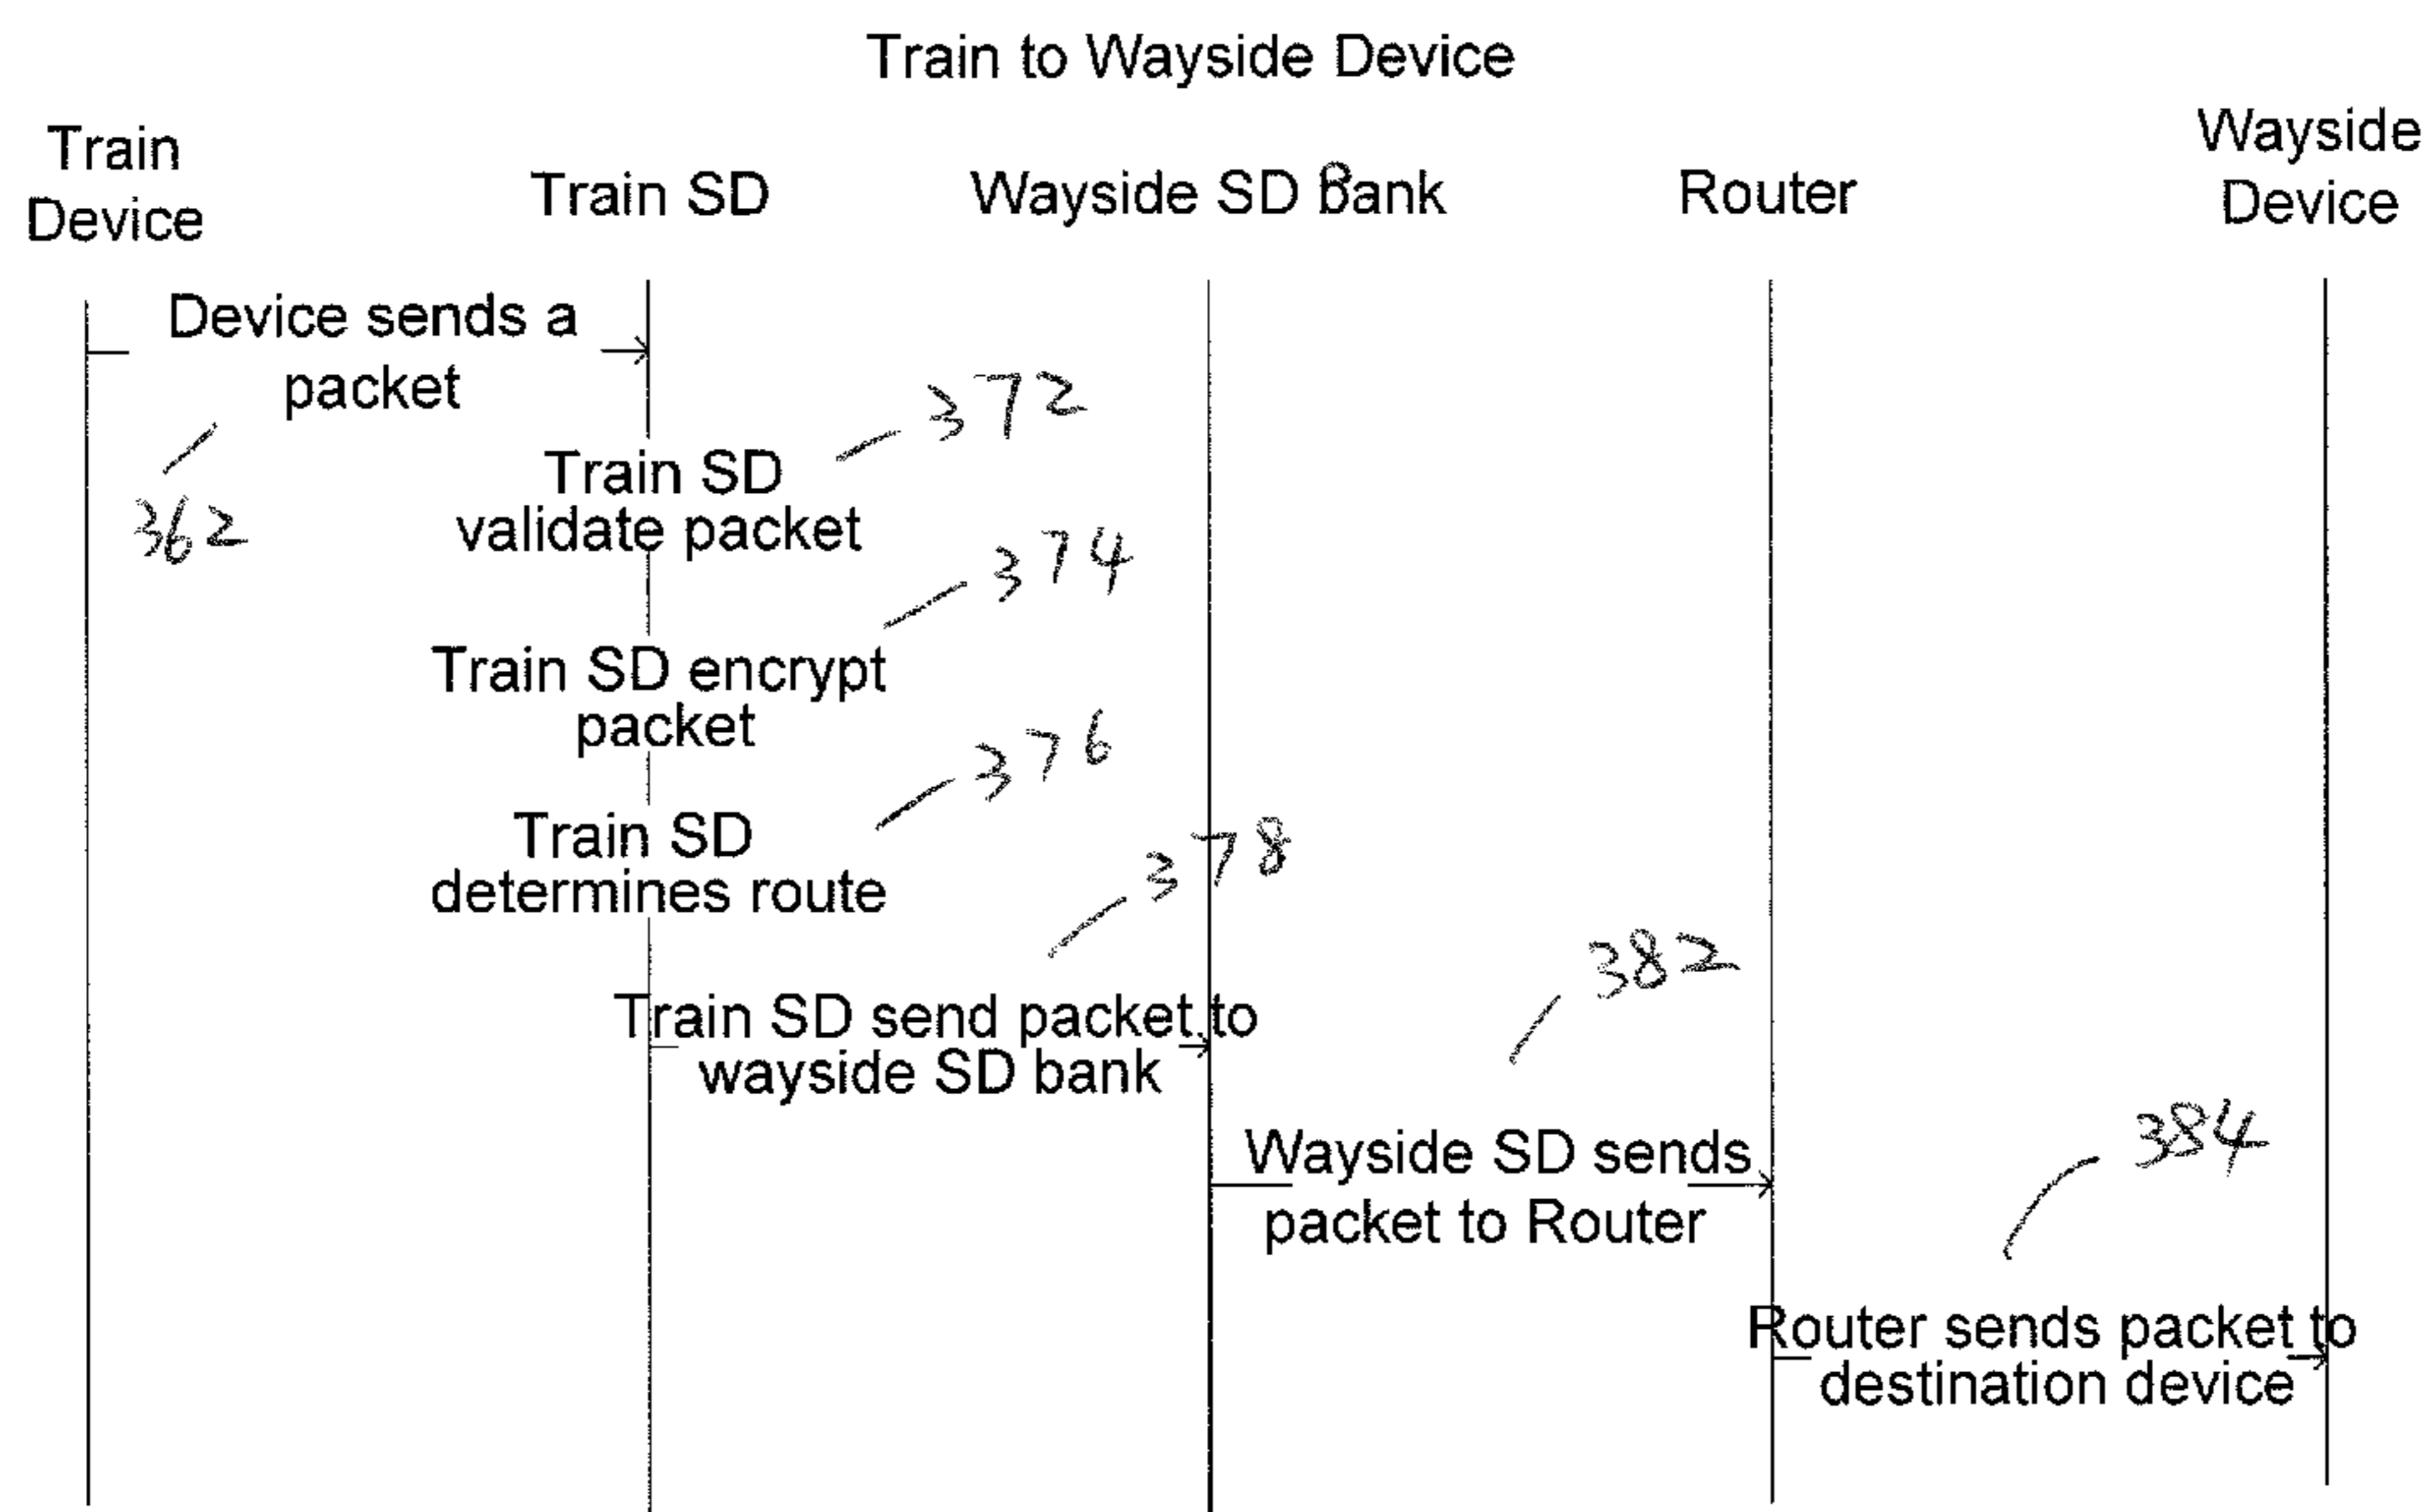 Train to Wayside Device
Train
Device
Train SD
Wayside SD Bank
Router
Wayside
Device
Device sends a
packet
362
372
Train SD
validate packet
374
Train SD encrypt
packet
376
Train SD
determines route
378
Train SD send packet to
wayside SD bank
382
Wayside SD sends
packet to Router
384
Router sends packet to
destination device